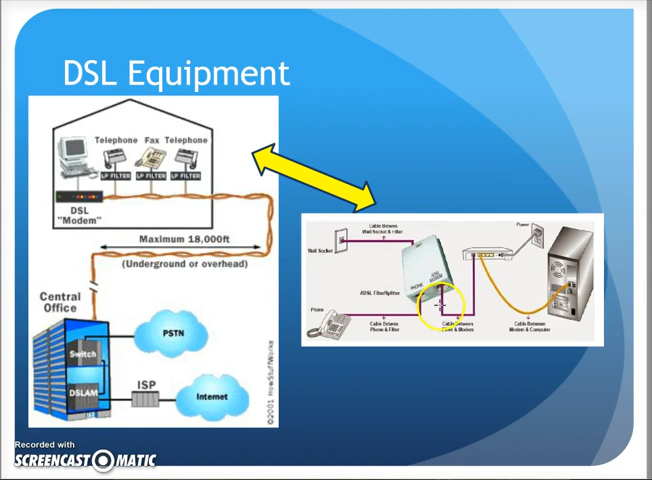 DSL Equipment
Telephone Fax Telephone
LP FILTER LP FILTER LP FILTER
DSL
"Modem"
Maximum 18,000ft
(Underground or overhead)
Central
Office
PSTN
Switch
ISP
DSLAM
Internet
©2001 HowStuffWorks
Cable Between
Wall Socket & Filter
Power
Wall Socket
ADSL Filter/Splitter
PHONE
ADSL
MODEM
Phone
Cable Between
Phone & Filter
Cable Between
& Modem
Cable Between
Modem & Computer
Recorded with
SCREENCAST-O-MATIC